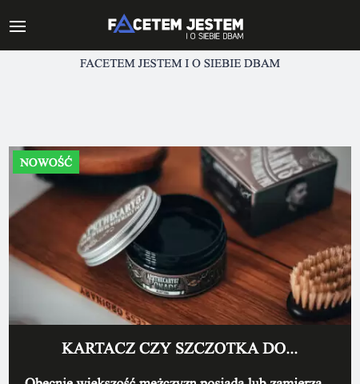 FACETEM JESTEM
I O SIEBIE DBAM
FACETEM JESTEM I O SIEBIE DBAM
NOWOŚĆ
APOTHECARY87
KARTACZ CZY SZCZOTKA DO...
Obecnie większość mężczyzn posiada lub zamierza